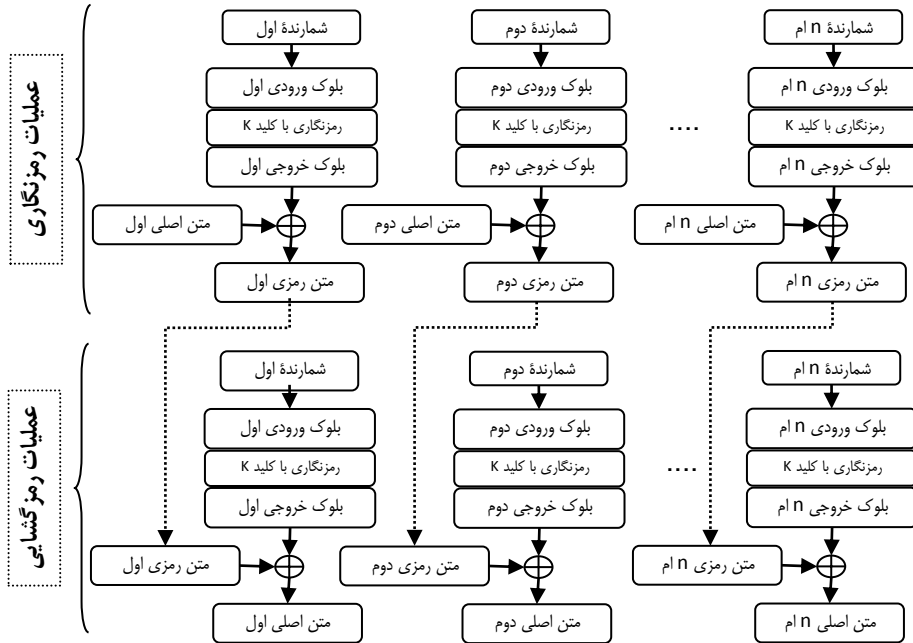 عملیات رمزنگاری
شمارندهٔ اول
شمارندهٔ دوم
شمارندهٔ n ام
بلوک ورودی اول
بلوک ورودی دوم
بلوک ورودی n ام
رمزنگاری با کلید K
رمزنگاری با کلید K
....
رمزنگاری با کلید K
بلوک خروجی اول
بلوک خروجی دوم
بلوک خروجی n ام
متن اصلی اول
متن اصلی دوم
متن اصلی n ام
متن رمزی اول
متن رمزی دوم
متن رمزی n ام
عملیات رمزگشایی
شمارندهٔ اول
شمارندهٔ دوم
شمارندهٔ n ام
بلوک ورودی اول
بلوک ورودی دوم
بلوک ورودی n ام
رمزنگاری با کلید K
رمزنگاری با کلید K
....
رمزنگاری با کلید K
بلوک خروجی اول
بلوک خروجی دوم
بلوک خروجی n ام
متن رمزی اول
متن رمزی دوم
متن رمزی n ام
متن اصلی اول
متن اصلی دوم
متن اصلی n ام